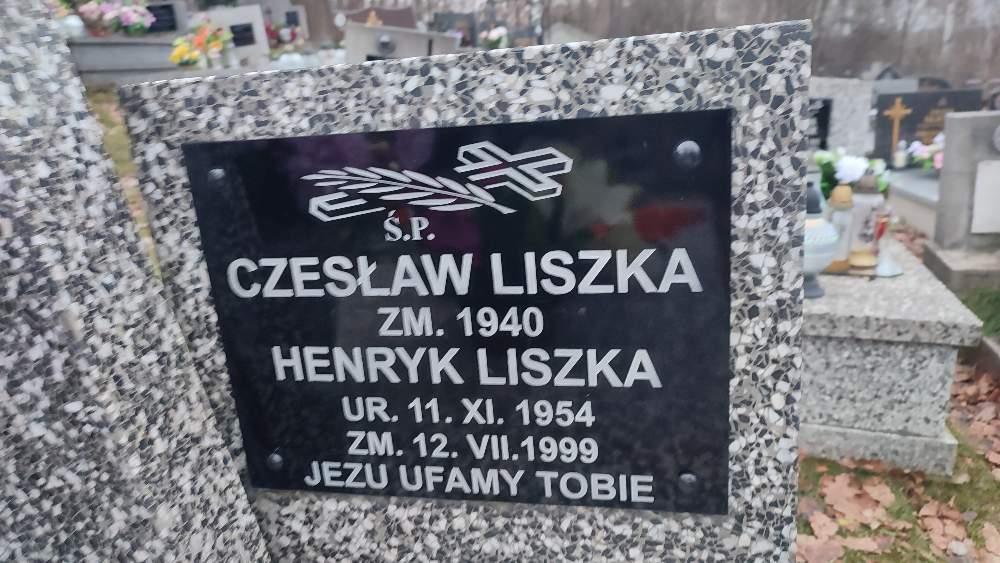 Ś.P.
CZESŁAW LISZKA
ZM. 1940
HENRYK LISZKA
UR. 11. XI. 1954
ZM. 12. VII.1999
JEZU UFAMY TOBIE